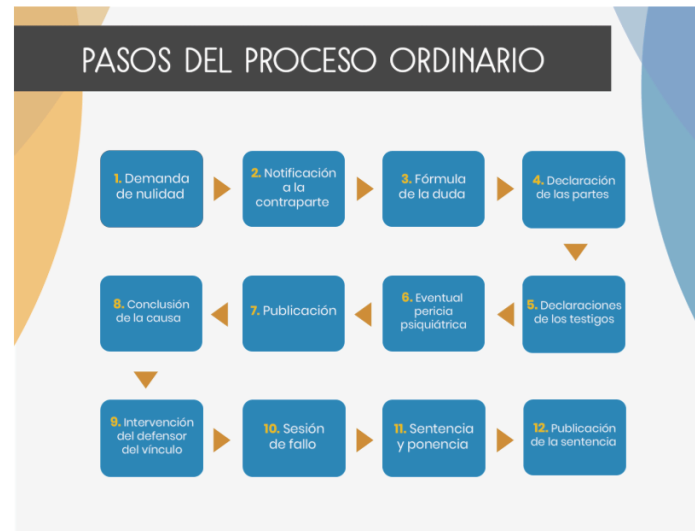 PASOS DEL PROCESO ORDINARIO
1. Demanda
de nulidad
2. Notificación
a la
contraparte
3. Fórmula
de la duda
4. Declaración
de las partes
5. Declaraciones
de los testigos
6. Eventual
pericia
psiquiátrica
7. Publicación
8. Conclusión
de la causa
9. Intervención
del defensor
del vínculo
10. Sesión
de fallo
11. Sentencia
y ponencia
12. Publicación
de la sentencia